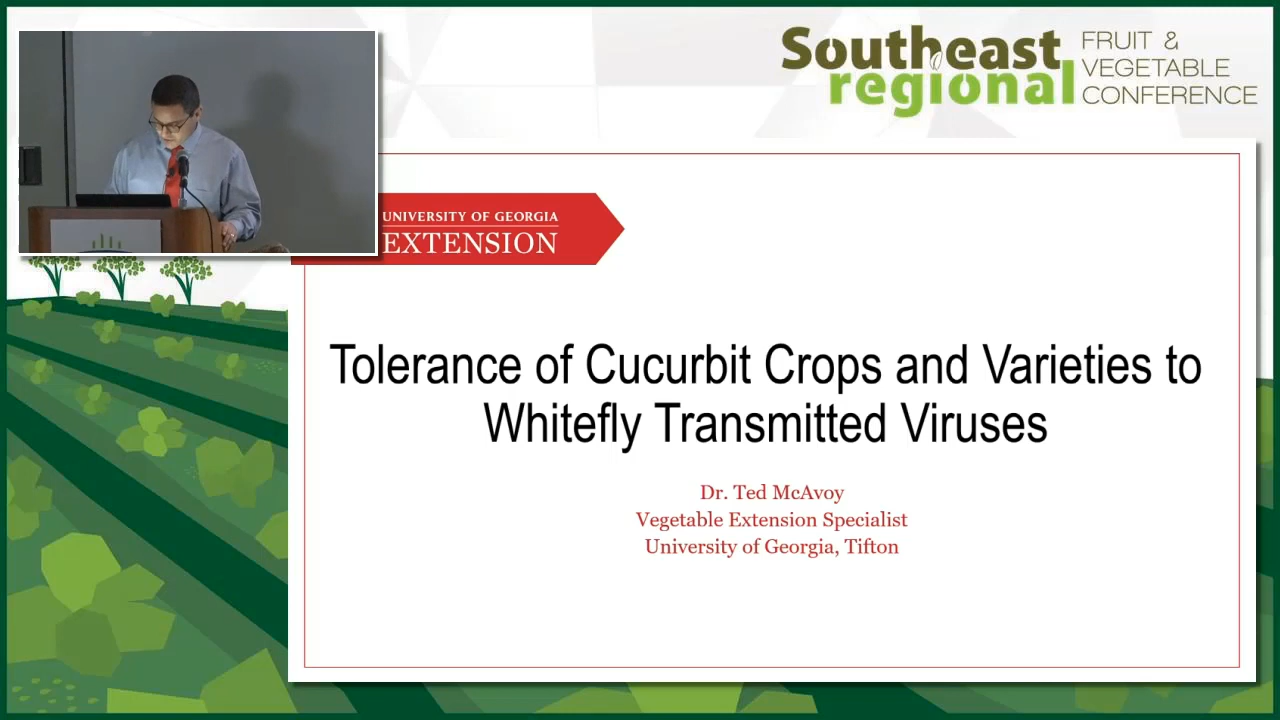 Southeast
regional
FRUIT &
VEGETABLE
CONFERENCE
UNIVERSITY OF GEORGIA
EXTENSION
Tolerance of Cucurbit Crops and Varieties to
Whitefly Transmitted Viruses
Dr. Ted McAvoy
Vegetable Extension Specialist
University of Georgia, Tifton